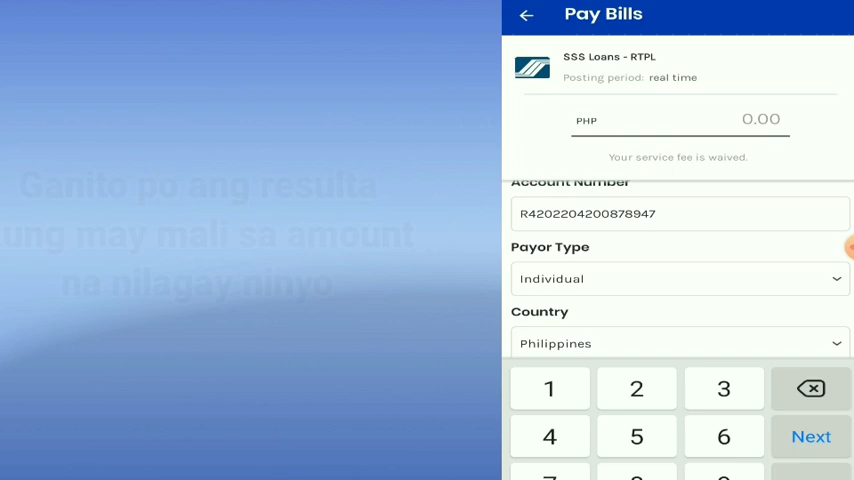 Pay Bills
SSS Loans - RTPL
Posting period: real time
PHP 0.00
Your service fee is waived.
Account Number
R4202204200878947
Payor Type
Individual
Country
Philippines
1 2 3
4 5 6 Next
Ganito po ang resulta
kung may mali sa amount
na nilagay ninyo